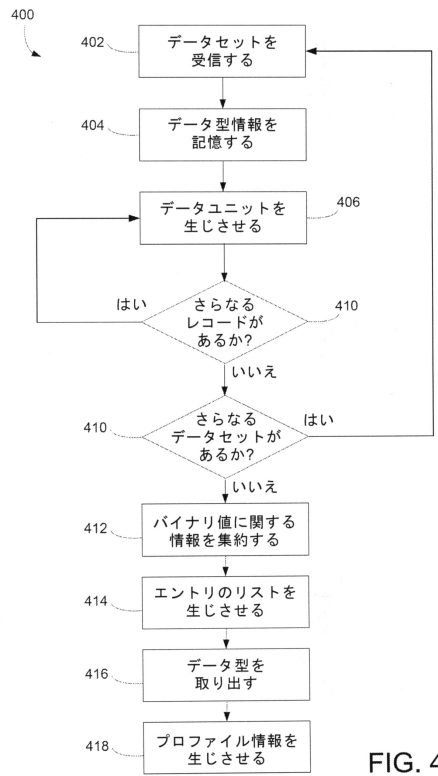 400
402
データセットを
受信する
404
データ型情報を
記憶する
データユニットを
生じさせる
406
はい
さらなる
レコードが
あるか?
410
いいえ
410
さらなる
データセットが
あるか?
はい
いいえ
412
バイナリ値に関する
情報を集約する
414
エントリのリストを
生じさせる
416
データ型を
取り出す
418
プロファイル情報を
生じさせる
FIG. 4